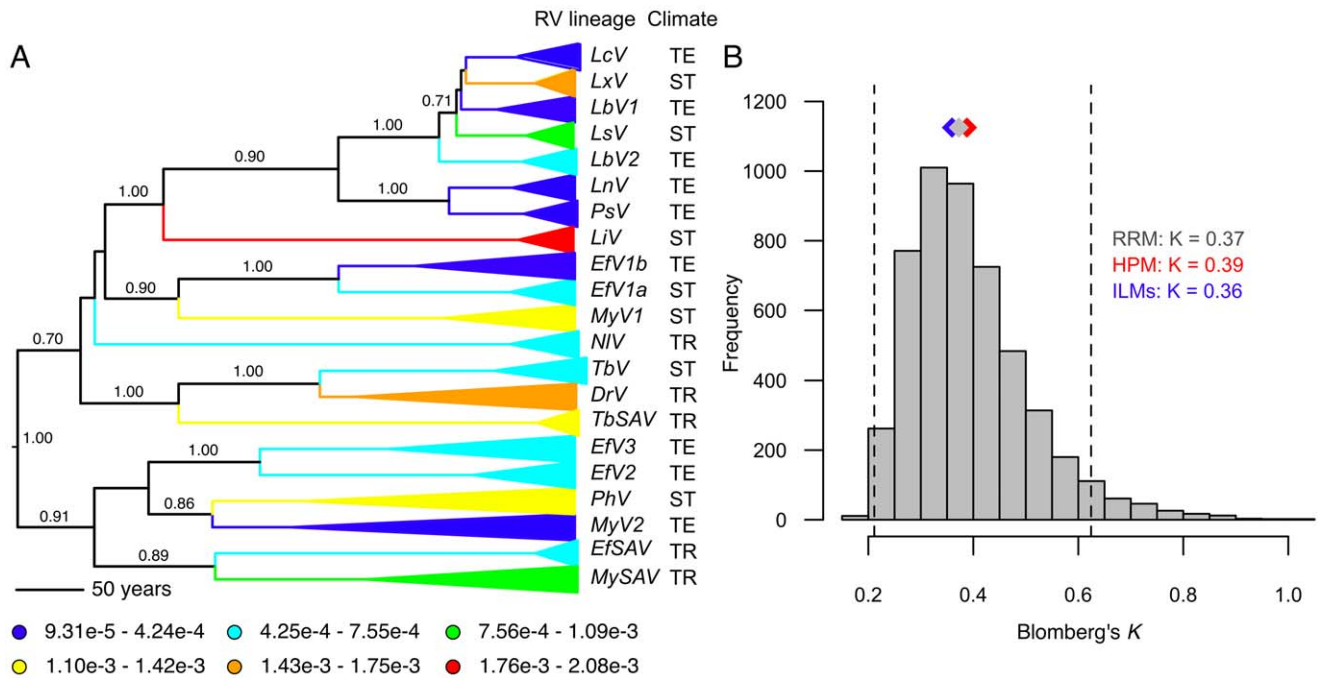 RV lineage Climate
A
LcV TE
LxV ST
0.71
LbV1 TE
1.00
LsV ST
0.90
LbV2 TE
1.00
LnV TE
1.00
PsV TE
LiV ST
1.00
EfV1b TE
0.90
EfV1a ST
MyV1 ST
0.70
NlV TR
1.00
TbV ST
1.00
DrV TR
TbSAV TR
1.00
1.00
EfV3 TE
EfV2 TE
0.86
PhV ST
0.91
MyV2 TE
0.89
EfSAV TR
MySAV TR
50 years
9.31e-5 - 4.24e-4
4.25e-4 - 7.55e-4
7.56e-4 - 1.09e-3
1.10e-3 - 1.42e-3
1.43e-3 - 1.75e-3
1.76e-3 - 2.08e-3
B
Frequency
1200
1000
800
600
400
200
0
RRM: K = 0.37
HPM: K = 0.39
ILMs: K = 0.36
0.2 0.4 0.6 0.8 1.0
Blomberg's K